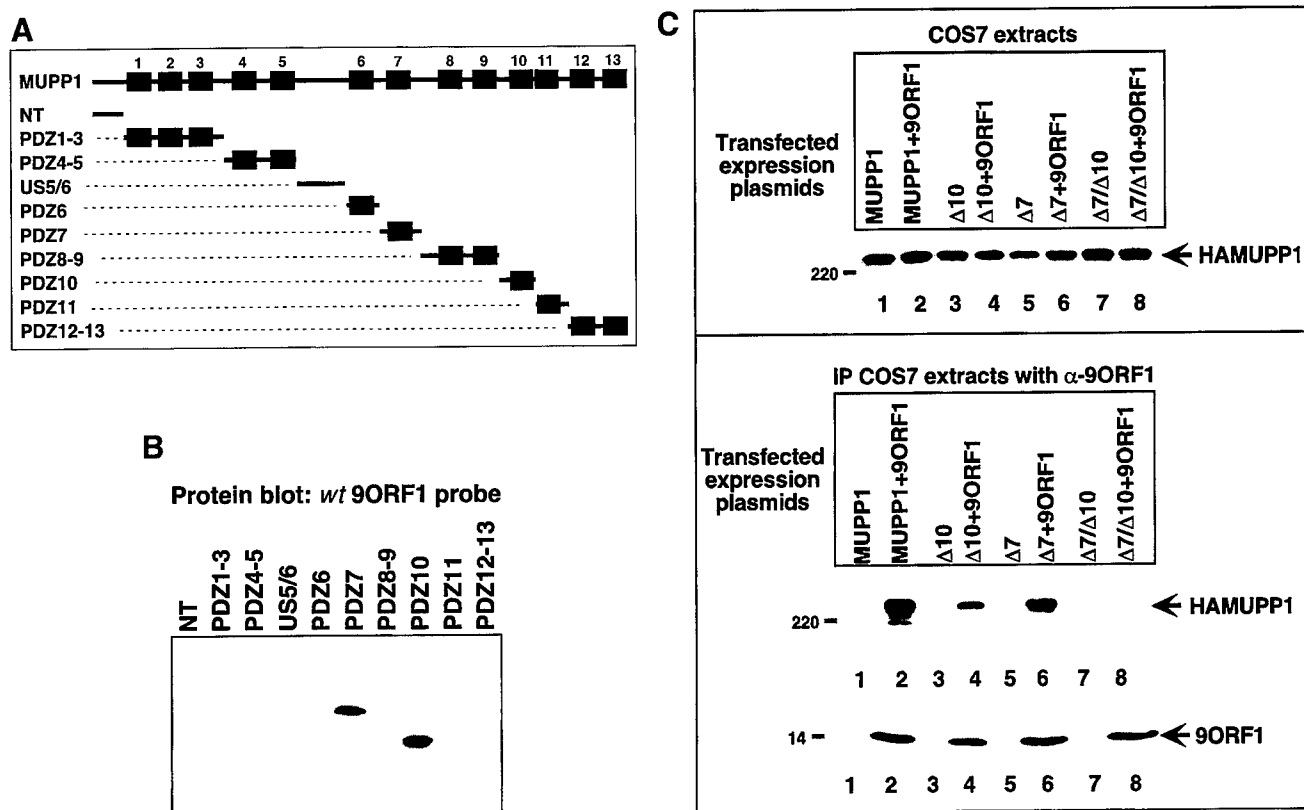 A
1 2 3 4 5 6 7 8 9 10 11 12 13
MUPP1
NT
PDZ1-3
PDZ4-5
US5/6
PDZ6
PDZ7
PDZ8-9
PDZ10
PDZ11
PDZ12-13
B
Protein blot: wt 9ORF1 probe
NT
PDZ1-3
PDZ4-5
US5/6
PDZ6
PDZ7
PDZ8-9
PDZ10
PDZ11
PDZ12-13
C
COS7 extracts
Transfected
expression
plasmids
MUPP1
MUPP1+9ORF1
Δ10
Δ10+9ORF1
Δ7
Δ7+9ORF1
Δ7/Δ10
Δ7/Δ10+9ORF1
HAMUPP1
220
1 2 3 4 5 6 7 8
IP COS7 extracts with α-9ORF1
Transfected
expression
plasmids
MUPP1
MUPP1+9ORF1
Δ10
Δ10+9ORF1
Δ7
Δ7+9ORF1
Δ7/Δ10
Δ7/Δ10+9ORF1
HAMUPP1
220
1 2 3 4 5 6 7 8
14
9ORF1
1 2 3 4 5 6 7 8